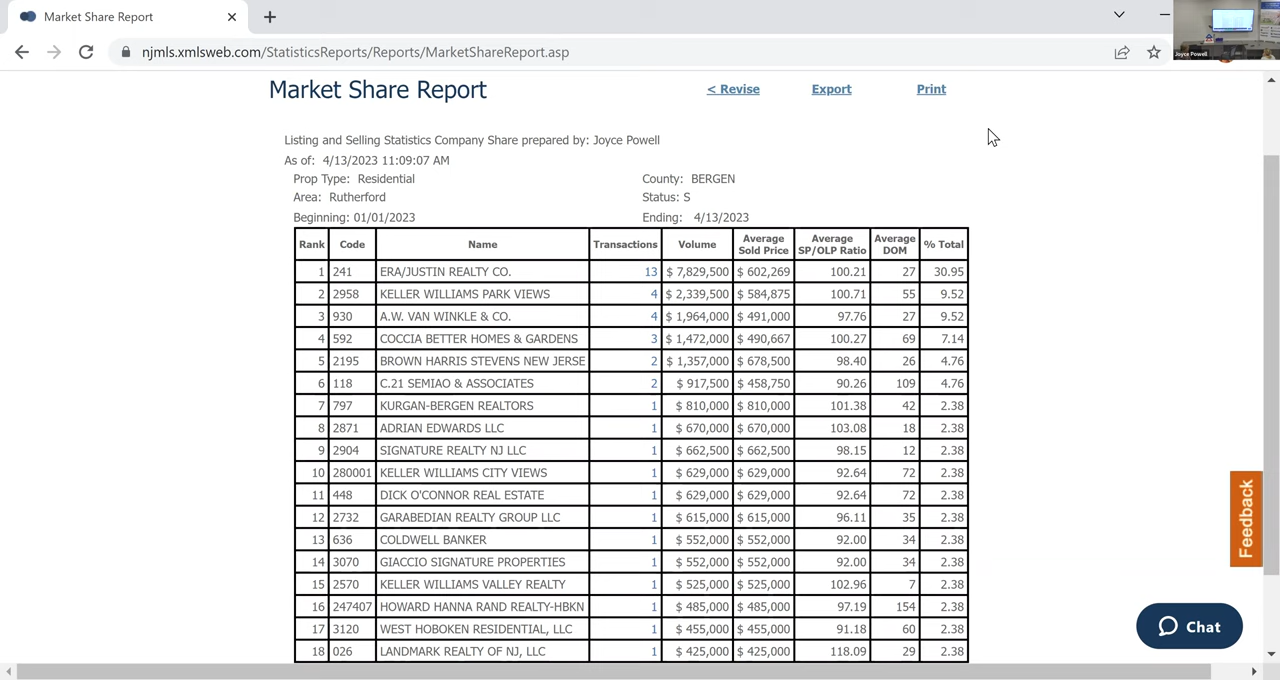 Market Share Report
njmls.xmlsweb.com/StatisticsReports/Reports/MarketShareReport.asp
Joyce Powell
Market Share Report < Revise Export Print
Listing and Selling Statistics Company Share prepared by: Joyce Powell
As of: 4/13/2023 11:09:07 AM
Prop Type: Residential County: BERGEN
Area: Rutherford Status: S
Beginning: 01/01/2023 Ending: 4/13/2023
Rank Code Name Transactions Volume Average Sold Price Average SP/OLP Ratio Average DOM % Total
1 241 ERA/JUSTIN REALTY CO. 13 $ 7,829,500 $ 602,269 100.21 27 30.95
2 2958 KELLER WILLIAMS PARK VIEWS 4 $ 2,339,500 $ 584,875 100.71 55 9.52
3 930 A.W. VAN WINKLE & CO. 4 $ 1,964,000 $ 491,000 97.76 27 9.52
4 592 COCCIA BETTER HOMES & GARDENS 3 $ 1,472,000 $ 490,667 100.27 69 7.14
5 2195 BROWN HARRIS STEVENS NEW JERSE 2 $ 1,357,000 $ 678,500 98.40 26 4.76
6 118 C.21 SEMIAO & ASSOCIATES 2 $ 917,500 $ 458,750 90.26 109 4.76
7 797 KURGAN-BERGEN REALTORS 1 $ 810,000 $ 810,000 101.38 42 2.38
8 2871 ADRIAN EDWARDS LLC 1 $ 670,000 $ 670,000 103.08 18 2.38
9 2904 SIGNATURE REALTY NJ LLC 1 $ 662,500 $ 662,500 98.15 12 2.38
10 280001 KELLER WILLIAMS CITY VIEWS 1 $ 629,000 $ 629,000 92.64 72 2.38
11 448 DICK O'CONNOR REAL ESTATE 1 $ 629,000 $ 629,000 92.64 72 2.38
12 2732 GARABEDIAN REALTY GROUP LLC 1 $ 615,000 $ 615,000 96.11 35 2.38
13 636 COLDWELL BANKER 1 $ 552,000 $ 552,000 92.00 34 2.38
14 3070 GIACCIO SIGNATURE PROPERTIES 1 $ 552,000 $ 552,000 92.00 34 2.38
15 2570 KELLER WILLIAMS VALLEY REALTY 1 $ 525,000 $ 525,000 102.96 7 2.38
16 247407 HOWARD HANNA RAND REALTY-HBKN 1 $ 485,000 $ 485,000 97.19 154 2.38
17 3120 WEST HOBOKEN RESIDENTIAL, LLC 1 $ 455,000 $ 455,000 91.18 60 2.38
18 026 LANDMARK REALTY OF NJ, LLC 1 $ 425,000 $ 425,000 118.09 29 2.38
Feedback
Chat